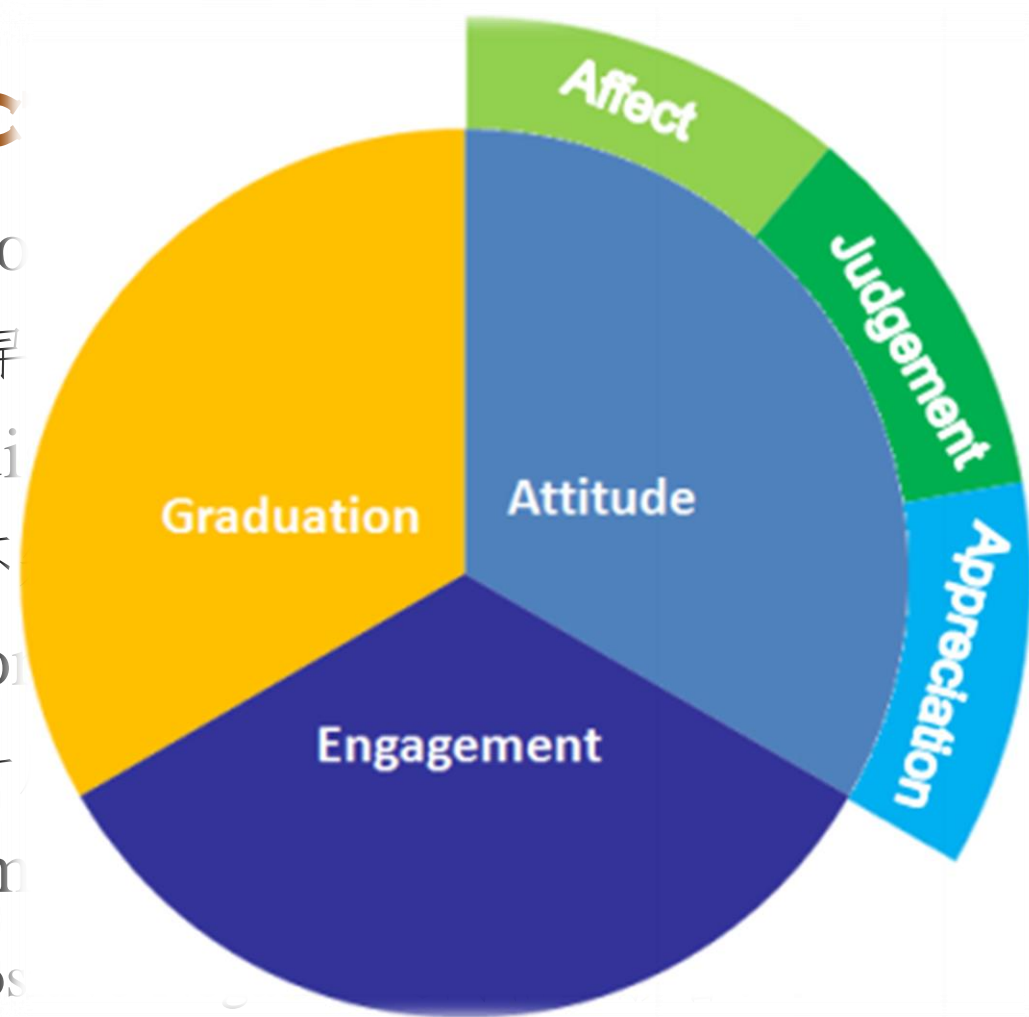 Affect
Judgement
Attitude
Graduation
Appreciation
Engagement